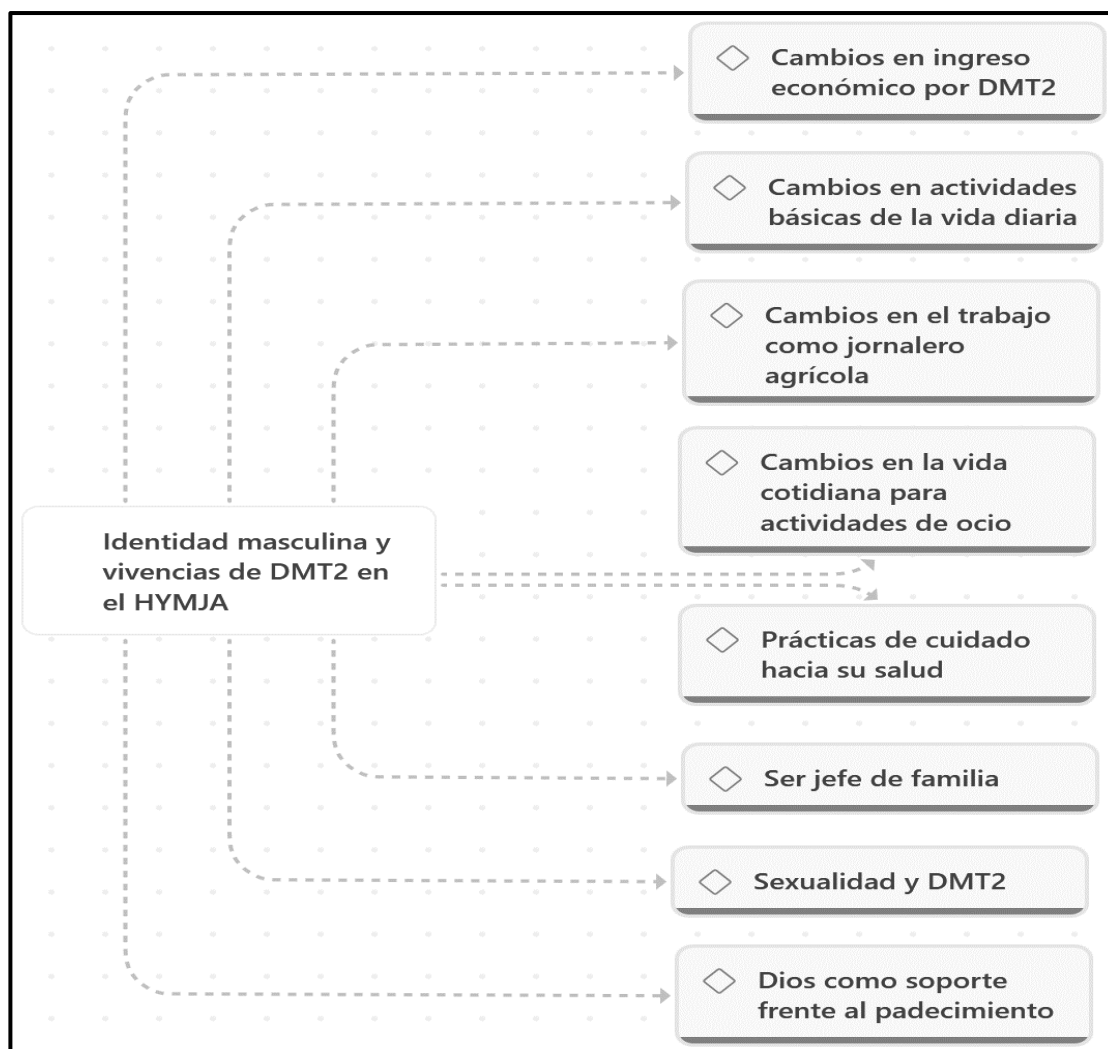 Cambios en ingreso
económico por DMT2
Cambios en actividades
básicas de la vida diaria
Cambios en el trabajo
como jornalero
agrícola
Cambios en la vida
cotidiana para
actividades de ocio
Identidad masculina y
vivencias de DMT2 en
el HYMJA
Prácticas de cuidado
hacia su salud
Ser jefe de familia
Sexualidad y DMT2
Dios como soporte
frente al padecimiento